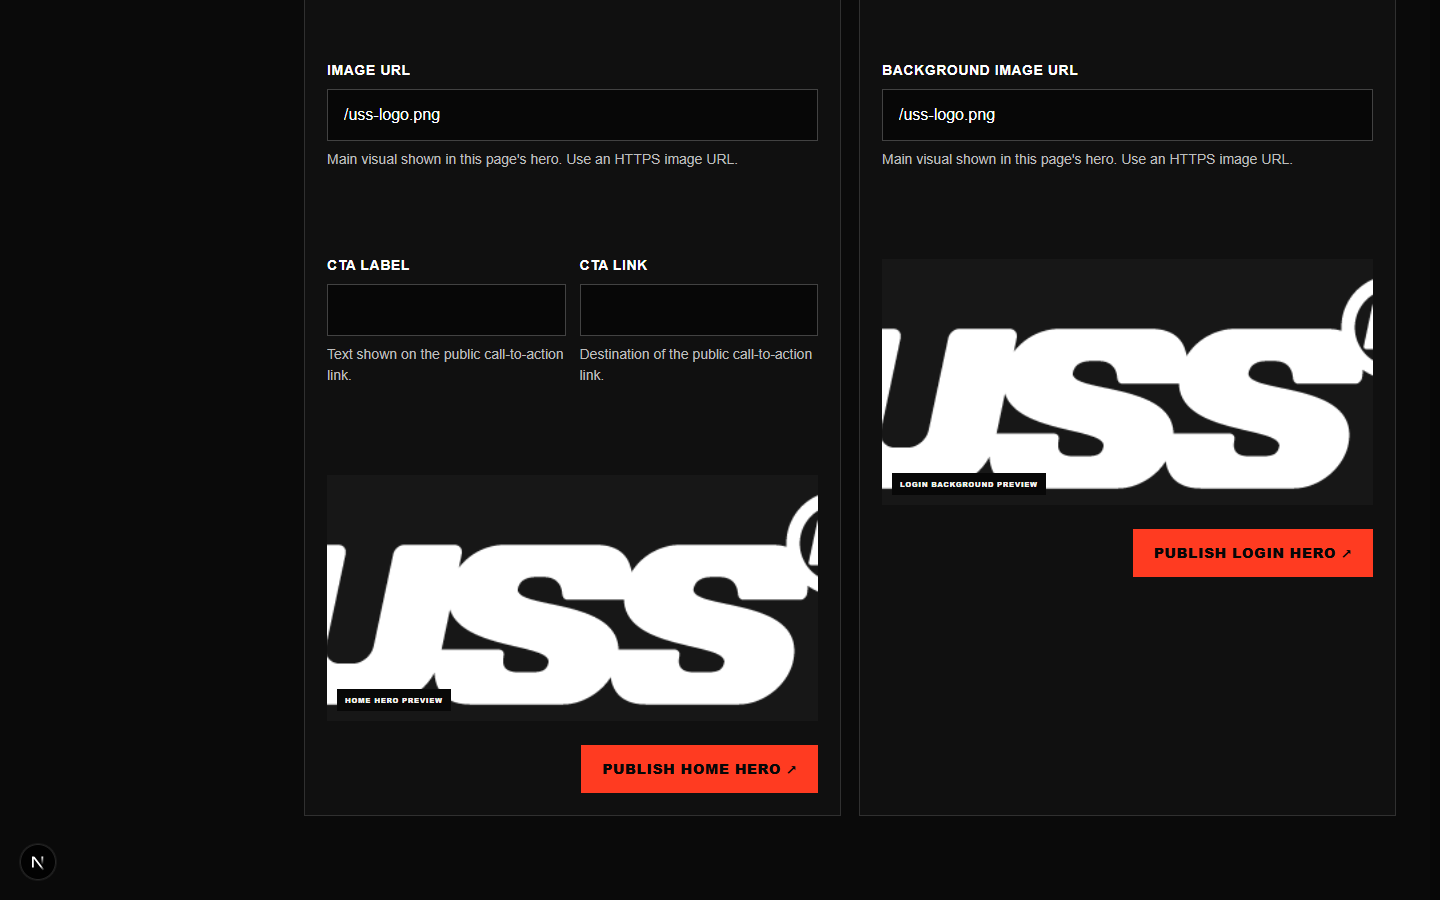 IMAGE URL
/uss-logo.png
Main visual shown in this page's hero. Use an HTTPS image URL.
CTA LABEL
CTA LINK
Text shown on the public call-to-action
link.
Destination of the public call-to-action
link.
USS
HOME HERO PREVIEW
PUBLISH HOME HERO ↗
BACKGROUND IMAGE URL
/uss-logo.png
Main visual shown in this page's hero. Use an HTTPS image URL.
USS
LOGIN BACKGROUND PREVIEW
PUBLISH LOGIN HERO ↗
N